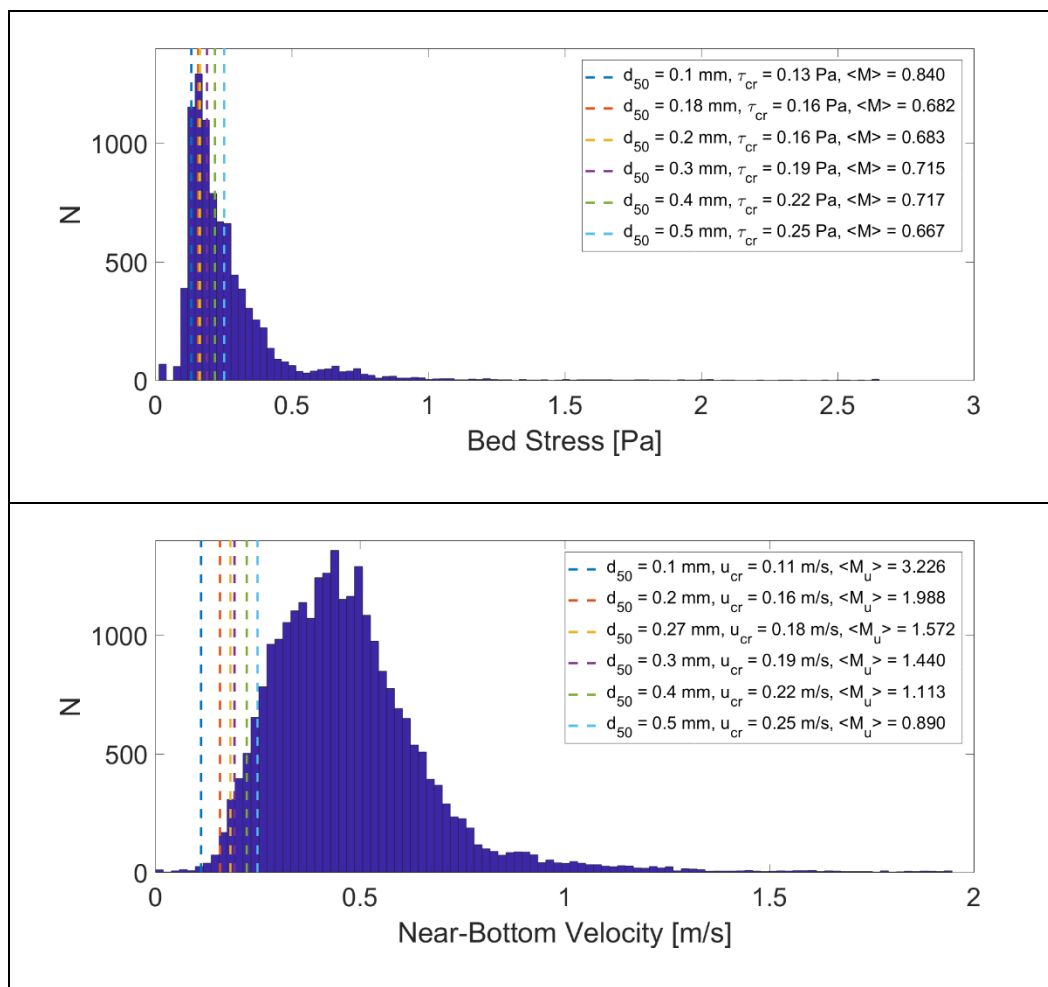 d50 = 0.1 mm, τcr = 0.13 Pa, <M> = 0.840
d50 = 0.18 mm, τcr = 0.16 Pa, <M> = 0.682
d50 = 0.2 mm, τcr = 0.16 Pa, <M> = 0.683
d50 = 0.3 mm, τcr = 0.19 Pa, <M> = 0.715
d50 = 0.4 mm, τcr = 0.22 Pa, <M> = 0.717
d50 = 0.5 mm, τcr = 0.25 Pa, <M> = 0.667
1000
500
0
N
0 0.5 1 1.5 2 2.5 3
Bed Stress [Pa]
d50 = 0.1 mm, ucr = 0.11 m/s, <Mu> = 3.226
d50 = 0.2 mm, ucr = 0.16 m/s, <Mu> = 1.988
d50 = 0.27 mm, ucr = 0.18 m/s, <Mu> = 1.572
d50 = 0.3 mm, ucr = 0.19 m/s, <Mu> = 1.440
d50 = 0.4 mm, ucr = 0.22 m/s, <Mu> = 1.113
d50 = 0.5 mm, ucr = 0.25 m/s, <Mu> = 0.890
1000
500
0
N
0 0.5 1 1.5 2
Near-Bottom Velocity [m/s]